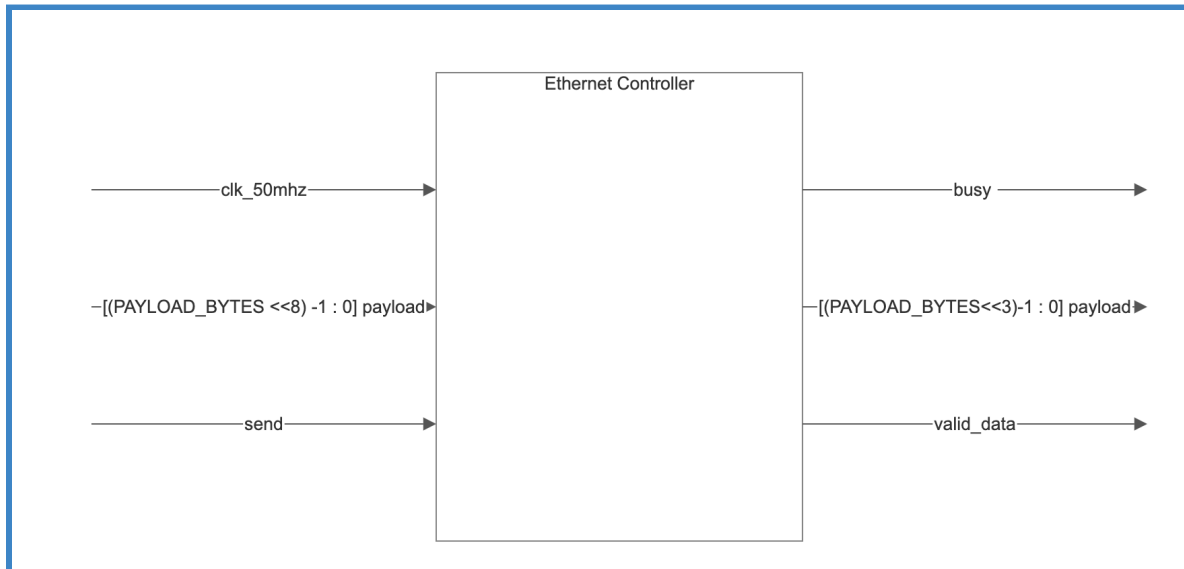 Ethernet Controller
clk_50mhz
busy
[(PAYLOAD_BYTES <<8) -1 : 0] payload
[(PAYLOAD_BYTES<<3)-1 : 0] payload
send
valid_data